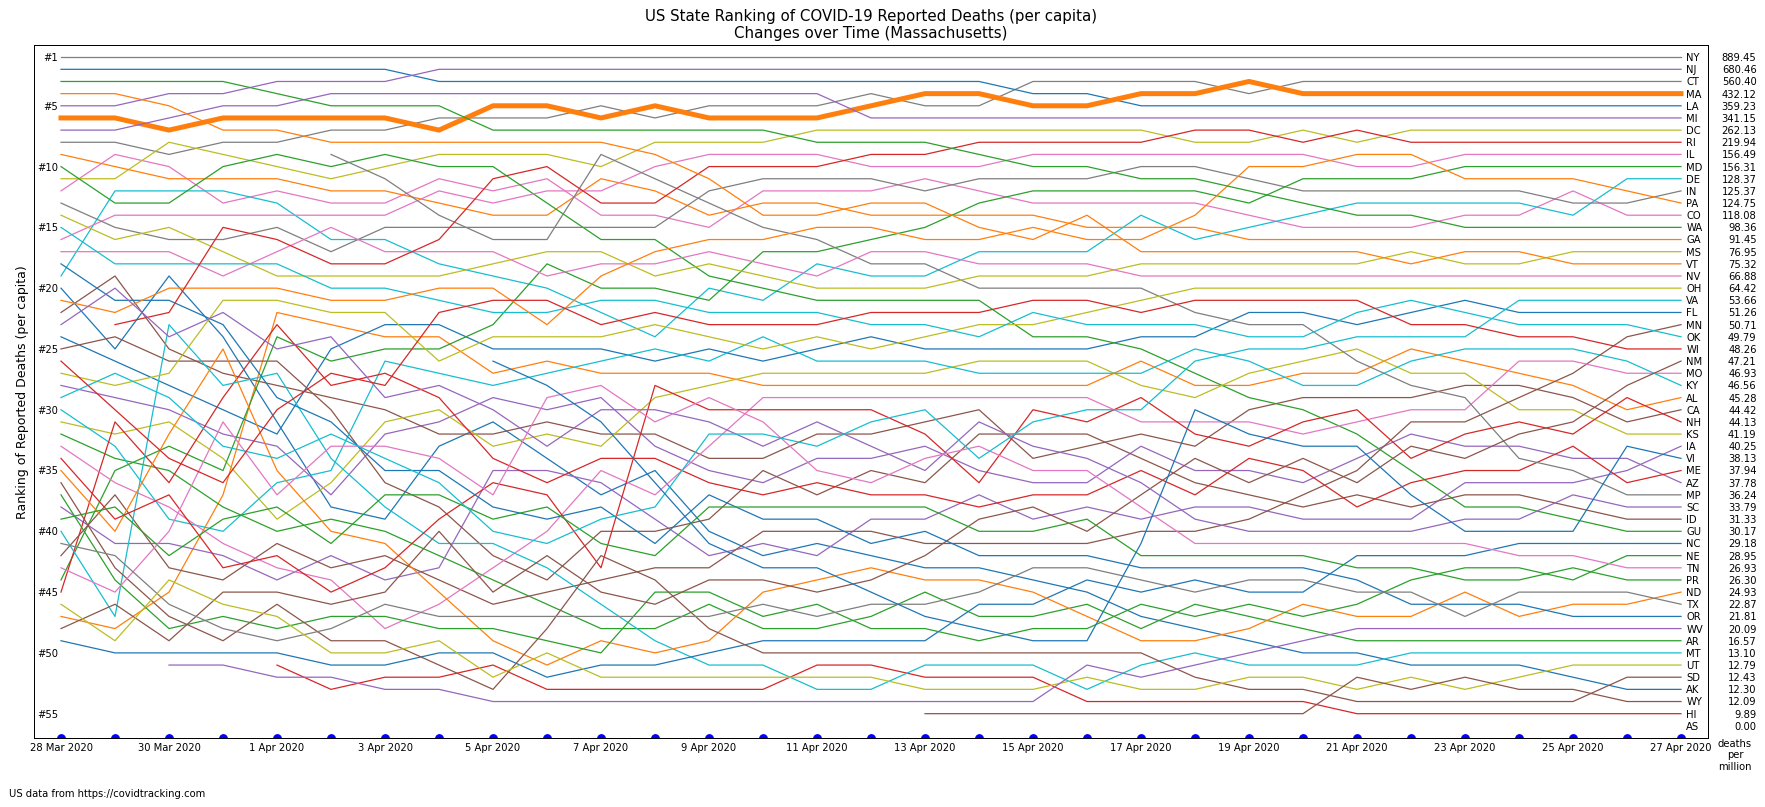 US State Ranking of COVID-19 Reported Deaths (per capita)
Changes over Time (Massachusetts)
Ranking of Reported Deaths (per capita)
#1
#5
#10
#15
#20
#25
#30
#35
#40
#45
#50
#55
NY 889.45
NJ 680.46
CT 560.40
MA 432.12
LA 359.23
MI 341.15
DC 262.13
RI 219.94
IL 156.49
MD 156.31
DE 128.37
IN 125.37
PA 124.75
CO 118.08
WA 98.36
GA 91.45
MS 76.95
VT 75.32
NV 66.88
OH 64.42
VA 53.66
FL 51.26
MN 50.71
OK 49.79
WI 48.26
NM 47.21
MO 46.93
KY 46.56
AL 45.28
CA 44.42
NH 44.13
KS 41.19
IA 40.25
VI 38.13
ME 37.94
AZ 37.78
MP 36.24
SC 33.79
ID 31.33
GU 30.17
NC 29.18
NE 28.95
TN 26.93
PR 26.30
ND 24.93
TX 22.87
OR 21.81
WV 20.09
AR 16.57
MT 13.10
UT 12.79
SD 12.43
AK 12.30
WY 12.09
HI 9.89
AS 0.00
28 Mar 2020 30 Mar 2020 1 Apr 2020 3 Apr 2020 5 Apr 2020 7 Apr 2020 9 Apr 2020 11 Apr 2020 13 Apr 2020 15 Apr 2020 17 Apr 2020 19 Apr 2020 21 Apr 2020 23 Apr 2020 25 Apr 2020 27 Apr 2020
deaths
per
million
US data from https://covidtracking.com